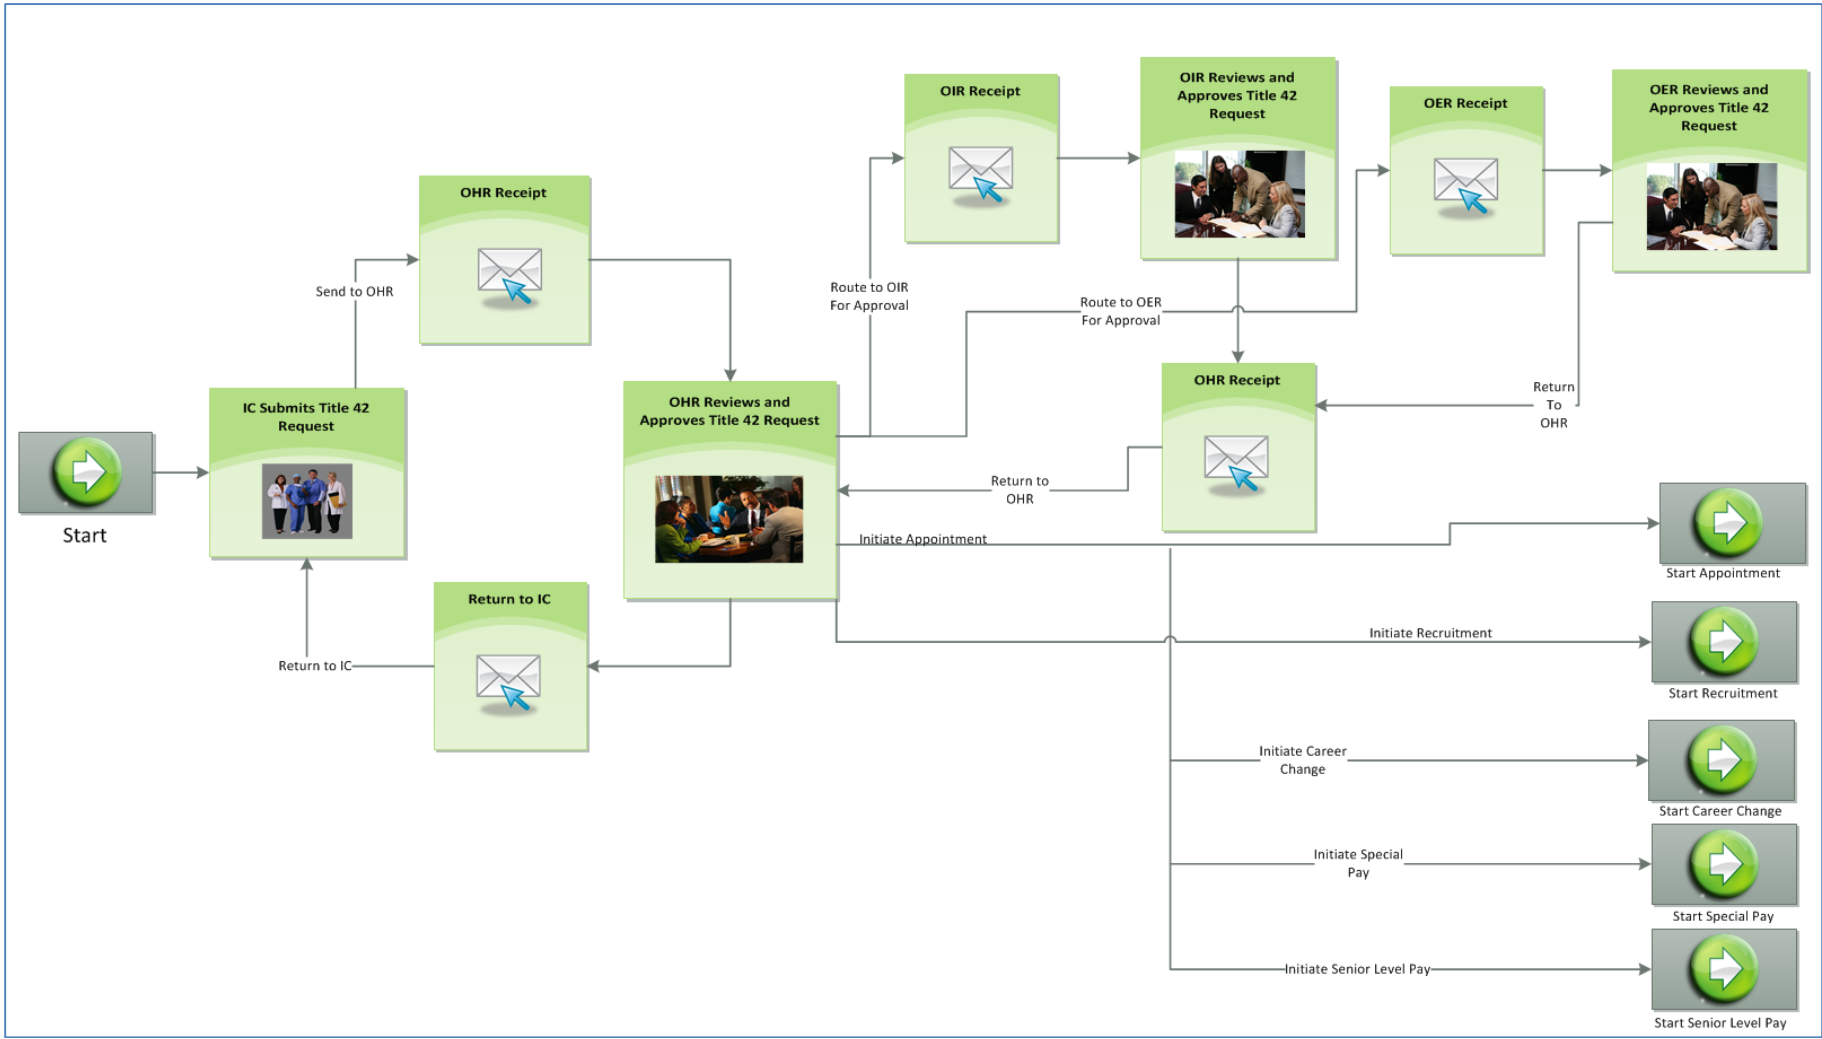 OIR Receipt
OIR Reviews and
Approves Title 42
Request
OER Receipt
OER Reviews and
Approves Title 42
Request
OHR Receipt
Send to OHR
Route to OIR
For Approval
Route to OER
For Approval
IC Submits Title 42
Request
OHR Reviews and
Approves Title 42 Request
OHR Receipt
Return
To
OHR
Start
Return to
OHR
Initiate Appointment
Start Appointment
Return to IC
Return to IC
Initiate Recruitment
Start Recruitment
Initiate Career
Change
Start Career Change
Initiate Special
Pay
Start Special Pay
Initiate Senior Level Pay
Start Senior Level Pay